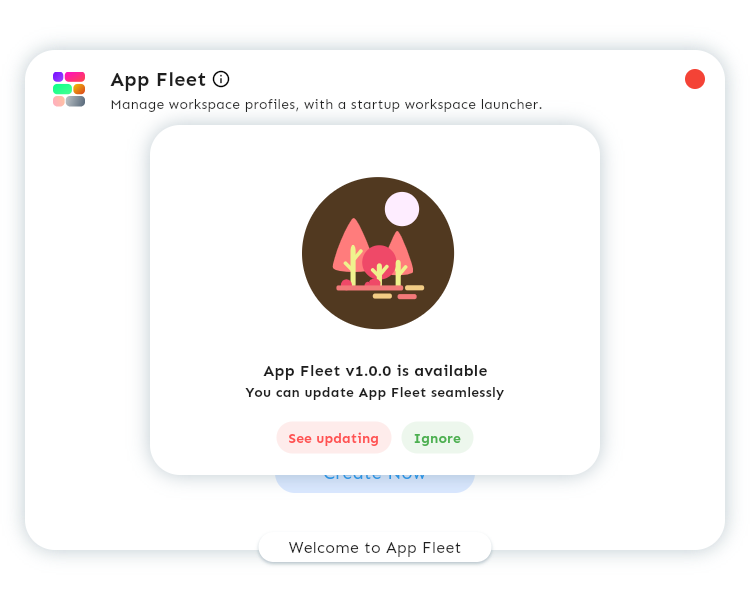 App Fleet
Manage workspace profiles, with a startup workspace launcher.
App Fleet v1.0.0 is available
You can update App Fleet seamlessly
See updating
Ignore
Create Now
Welcome to App Fleet